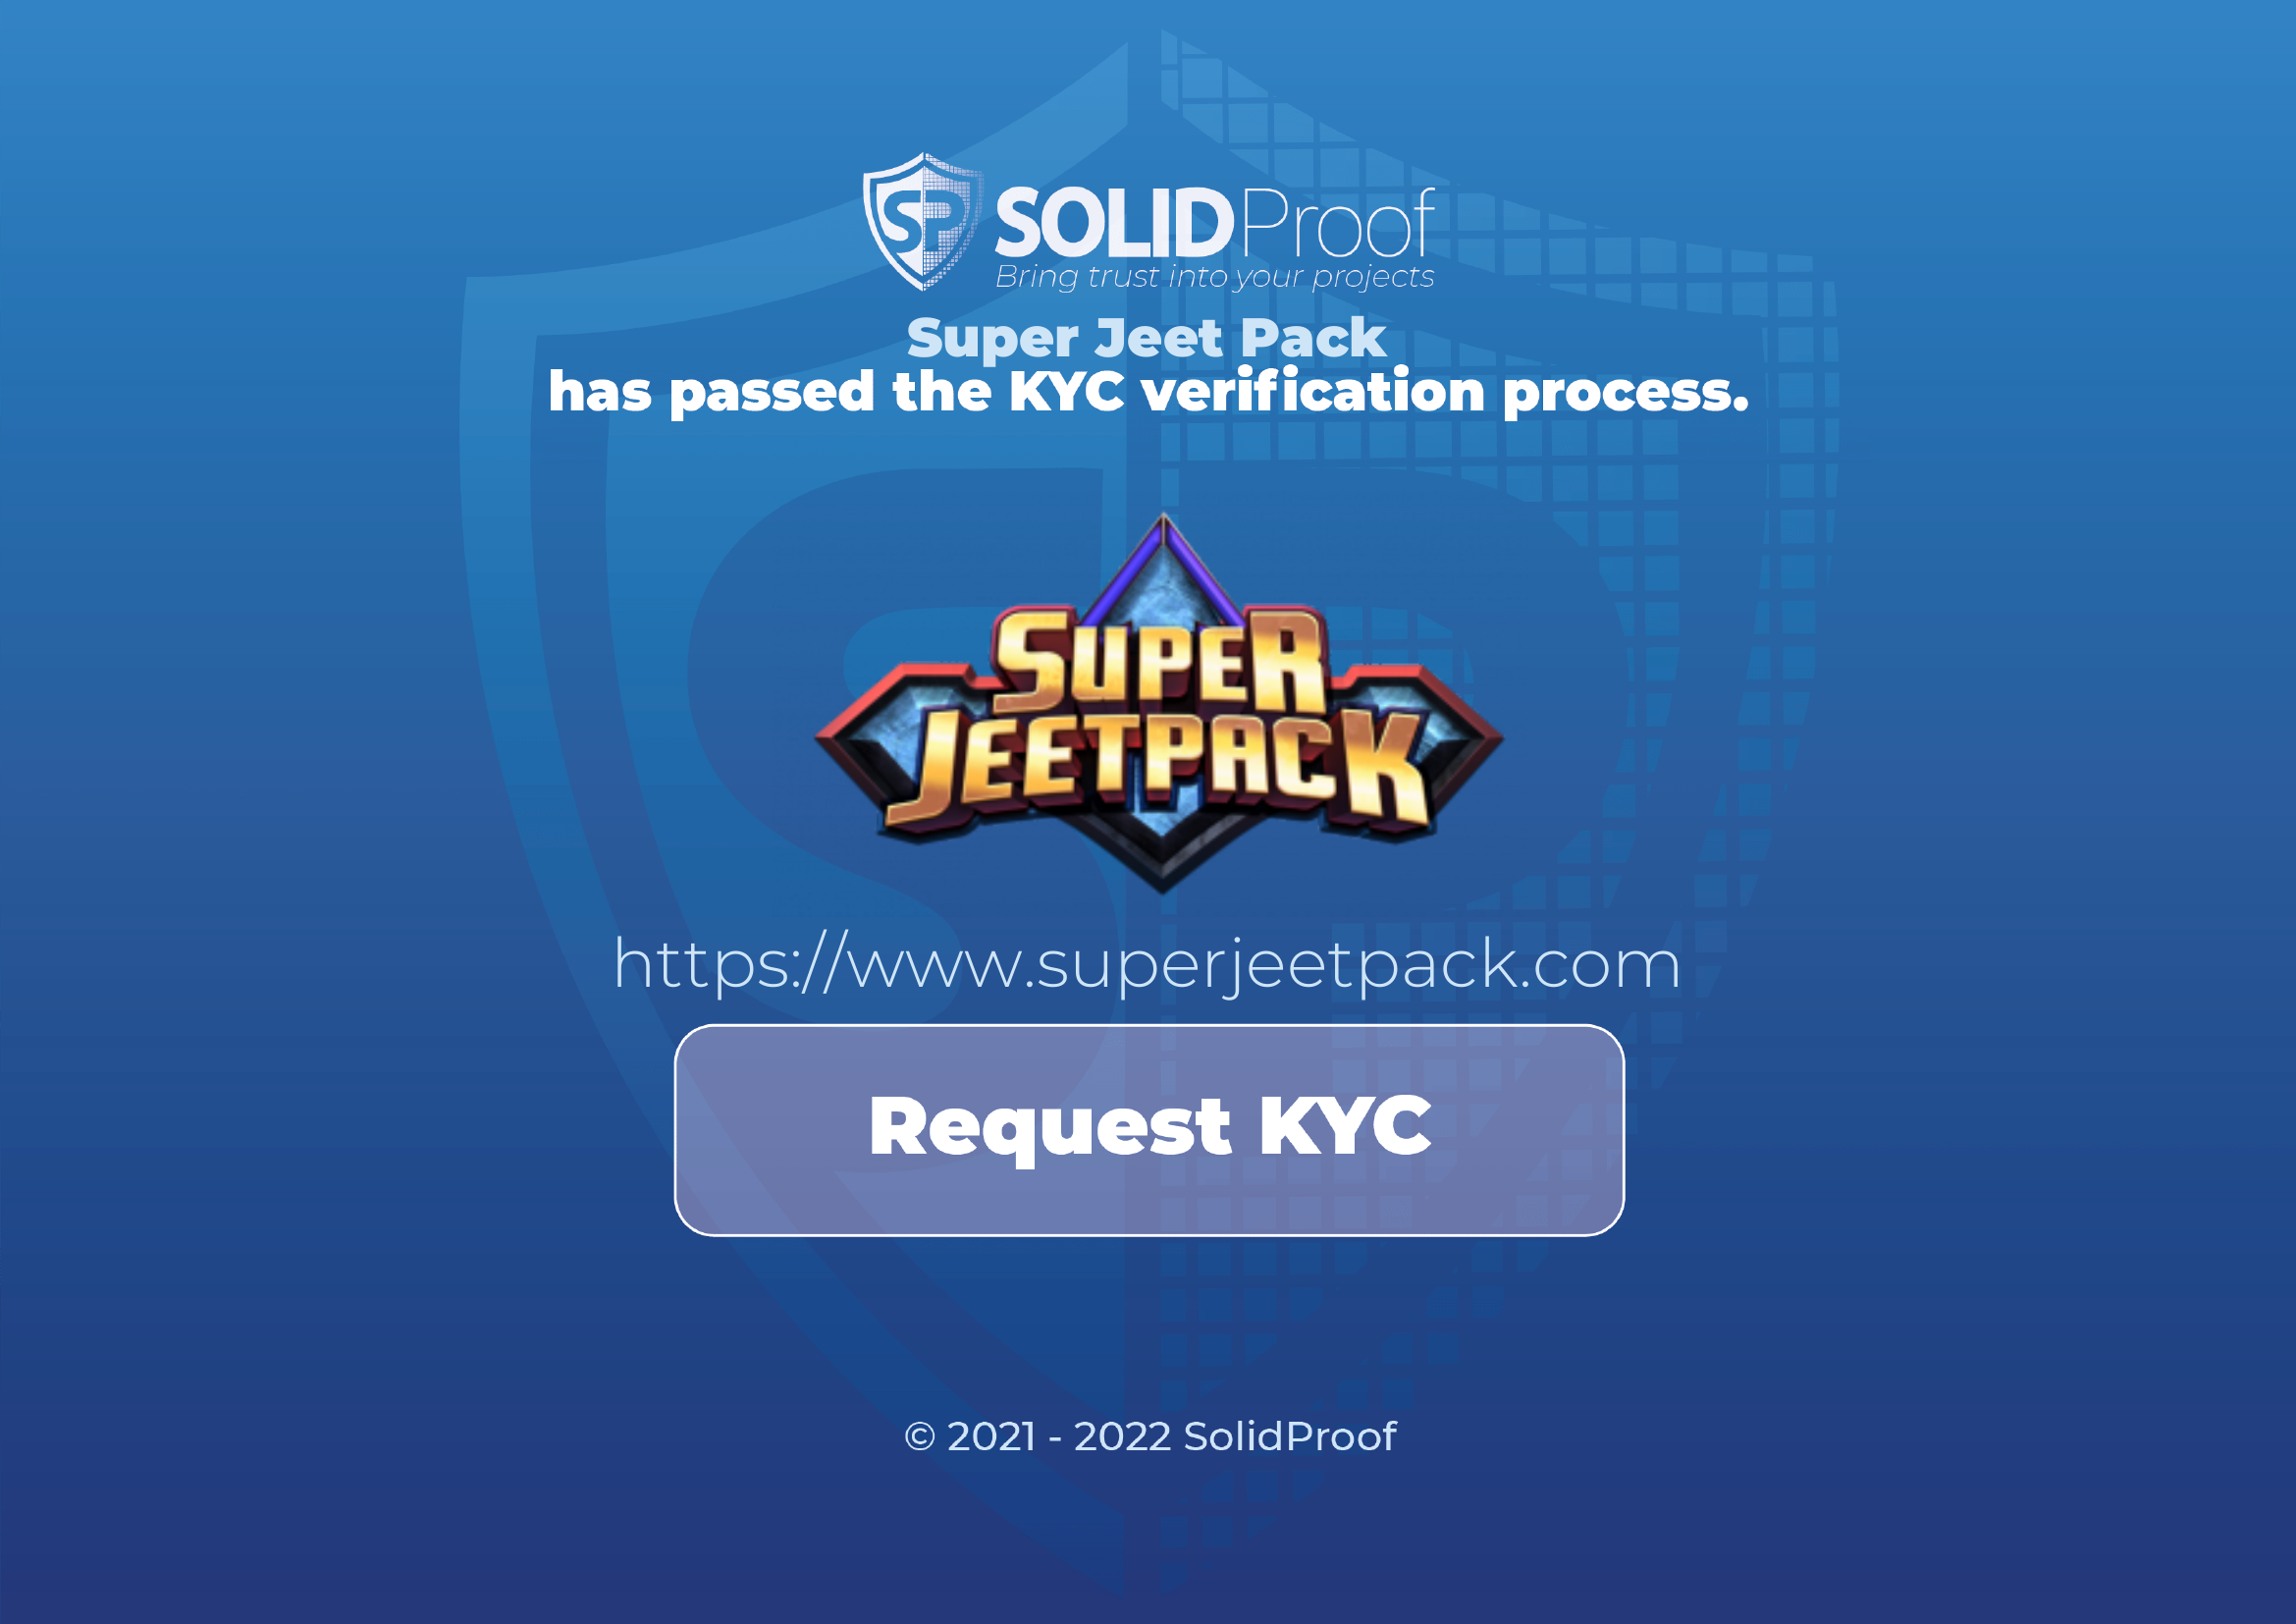 SP SOLIDProof
Bring trust into your projects
Super Jeet Pack
has passed the KYC verification process.
SUPER
JEETPACK
https://www.superjeetpack.com
Request KYC
© 2021 - 2022 SolidProof